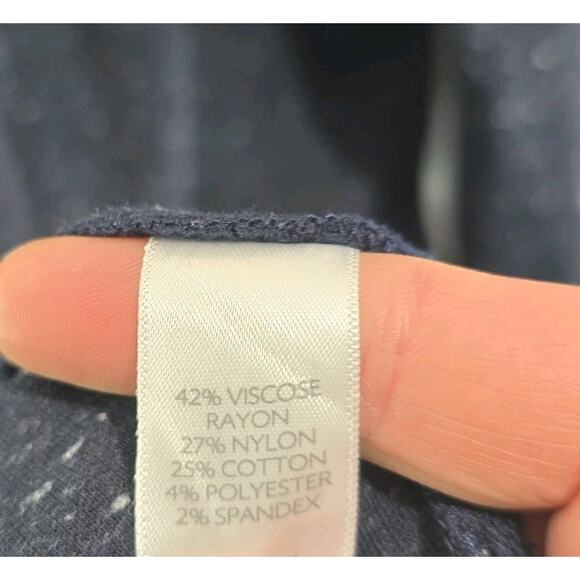 42% VISCOSE
RAYON
27% NYLON
25% COTTON
4% POLYESTER
2% SPANDEX